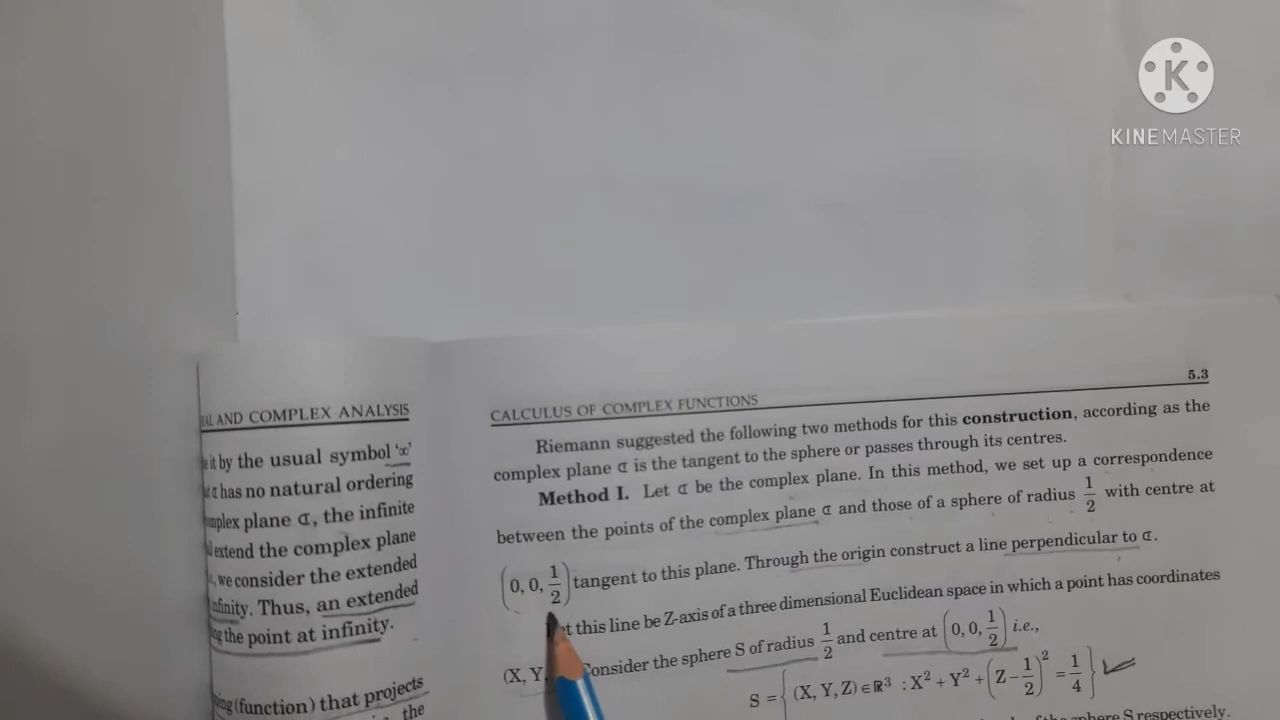 KINEMASTER
AND COMPLEX ANALYSIS
it by the usual symbol '∞'
ℂ has no natural ordering
plane ℂ, the infinite
extend the complex plane
we consider the extended
infinity. Thus, an extended
the point at infinity.
(function) that projects
the
5.3
CALCULUS OF COMPLEX FUNCTIONS
Riemann suggested the following two methods for this construction, according as the
complex plane ℂ is the tangent to the sphere or passes through its centres.
Method I. Let ℂ be the complex plane. In this method, we set up a correspondence
between the points of the complex plane ℂ and those of a sphere of radius 1/2 with centre at
(0, 0, 1/2) tangent to this plane. Through the origin construct a line perpendicular to ℂ.
this line be Z-axis of a three dimensional Euclidean space in which a point has coordinates
(X, Y, Consider the sphere S of radius 1/2 and centre at (0, 0, 1/2) i.e.,
S = {(X, Y, Z) ∈ ℝ³ : X² + Y² + (Z − 1/2)² = 1/4}
the sphere S respectively.